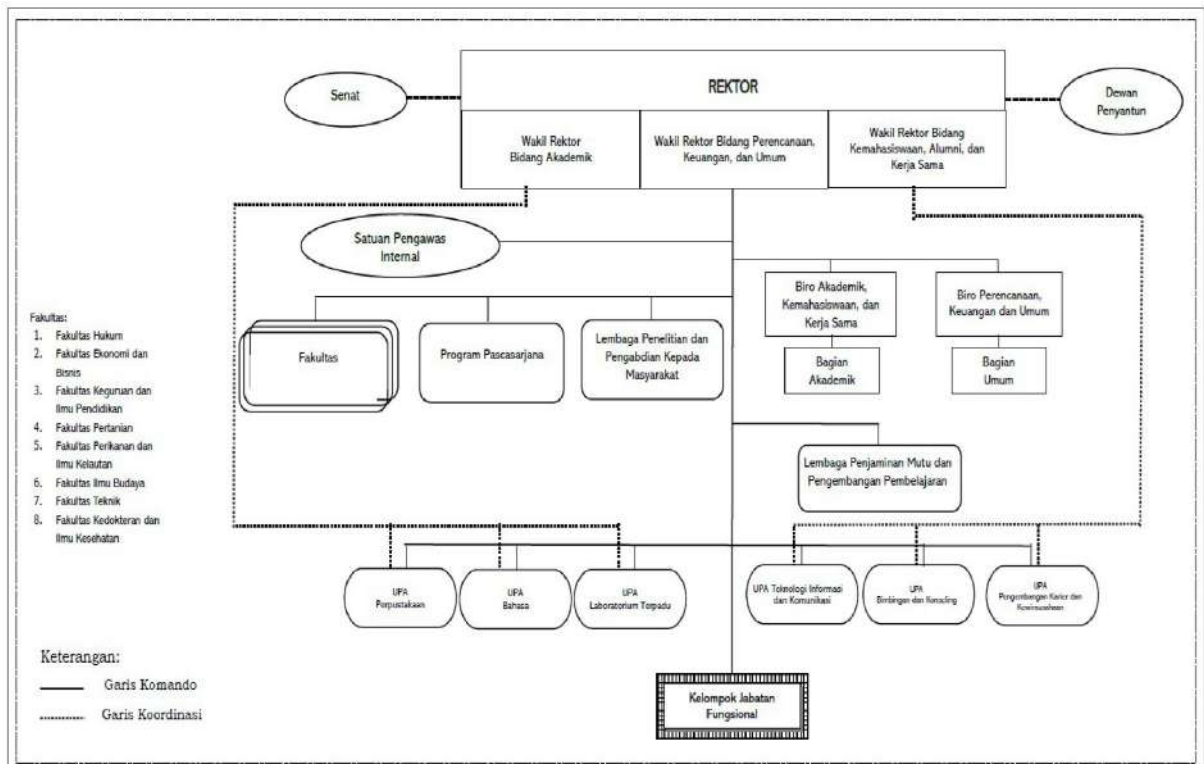 REKTOR
Senat
Dewan
Penyantun
Wakil Rektor
Bidang Akademik
Wakil Rektor Bidang Perencanaan,
Keuangan, dan Umum
Wakil Rektor Bidang
Kemahasiswaan, Alumni, dan
Kerja Sama
Satuan Pengawas
Internal
Biro Akademik,
Kemahasiswaan, dan
Kerja Sama
Biro Perencanaan,
Keuangan dan Umum
Bagian
Akademik
Bagian
Umum
Fakultas
Program Pascasarjana
Lembaga Penelitian dan
Pengabdian Kepada
Masyarakat
Fakultas:
1. Fakultas Hukum
2. Fakultas Ekonomi dan
Bisnis
3. Fakultas Keguruan dan
Ilmu Pendidikan
4. Fakultas Pertanian
5. Fakultas Perikanan dan
Ilmu Kelautan
6. Fakultas Ilmu Budaya
7. Fakultas Teknik
8. Fakultas Kedokteran dan
Ilmu Kesehatan
Lembaga Penjaminan Mutu dan
Pengembangan Pembelajaran
UPA
Perpustakaan
UPA
Bahasa
UPA
Laboratorium Terpadu
UPA Teknologi Informasi
dan Komunikasi
UPA
Bimbingan dan Konseling
UPA
Pengembangan Karier dan
Kewirausahaan
Kelompok Jabatan
Fungsional
Keterangan:
Garis Komando
Garis Koordinasi